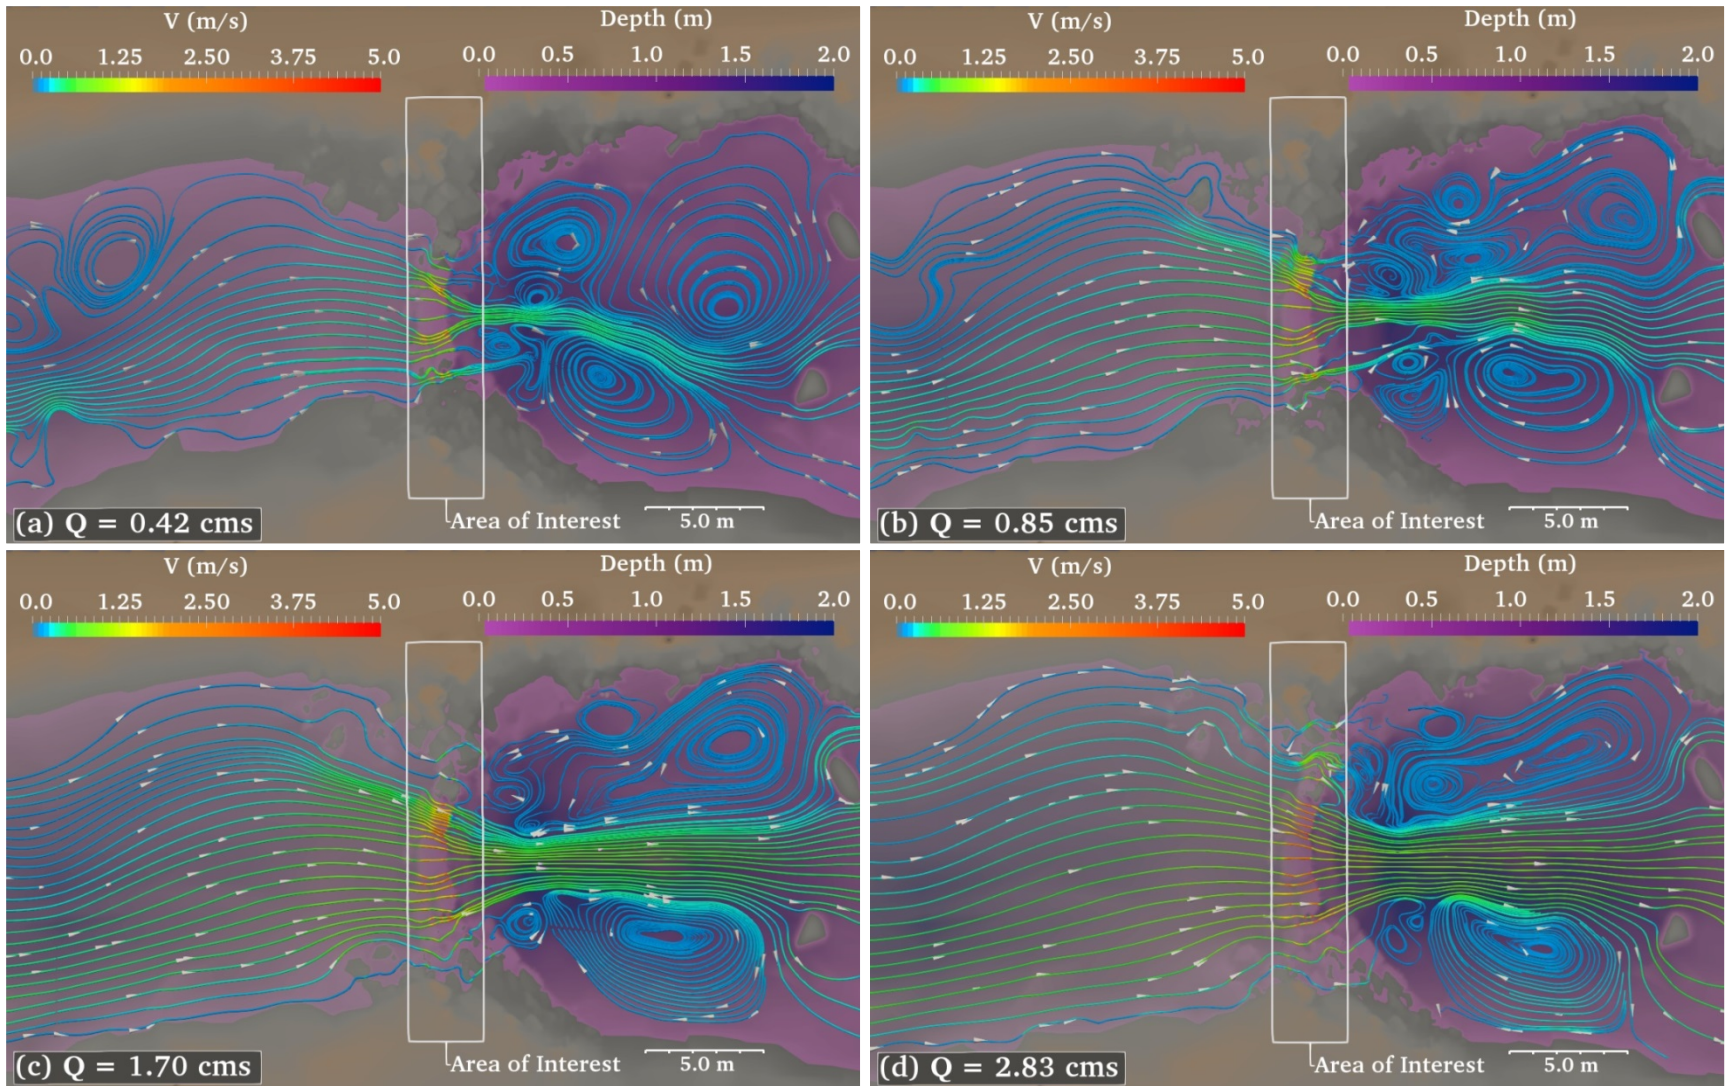 V (m/s) Depth (m)
0.0 1.25 2.50 3.75 5.0 0.0 0.5 1.0 1.5 2.0
(a) Q = 0.42 cms
Area of Interest
5.0 m
V (m/s) Depth (m)
0.0 1.25 2.50 3.75 5.0 0.0 0.5 1.0 1.5 2.0
(b) Q = 0.85 cms
Area of Interest
5.0 m
V (m/s) Depth (m)
0.0 1.25 2.50 3.75 5.0 0.0 0.5 1.0 1.5 2.0
(c) Q = 1.70 cms
Area of Interest
5.0 m
V (m/s) Depth (m)
0.0 1.25 2.50 3.75 5.0 0.0 0.5 1.0 1.5 2.0
(d) Q = 2.83 cms
Area of Interest
5.0 m